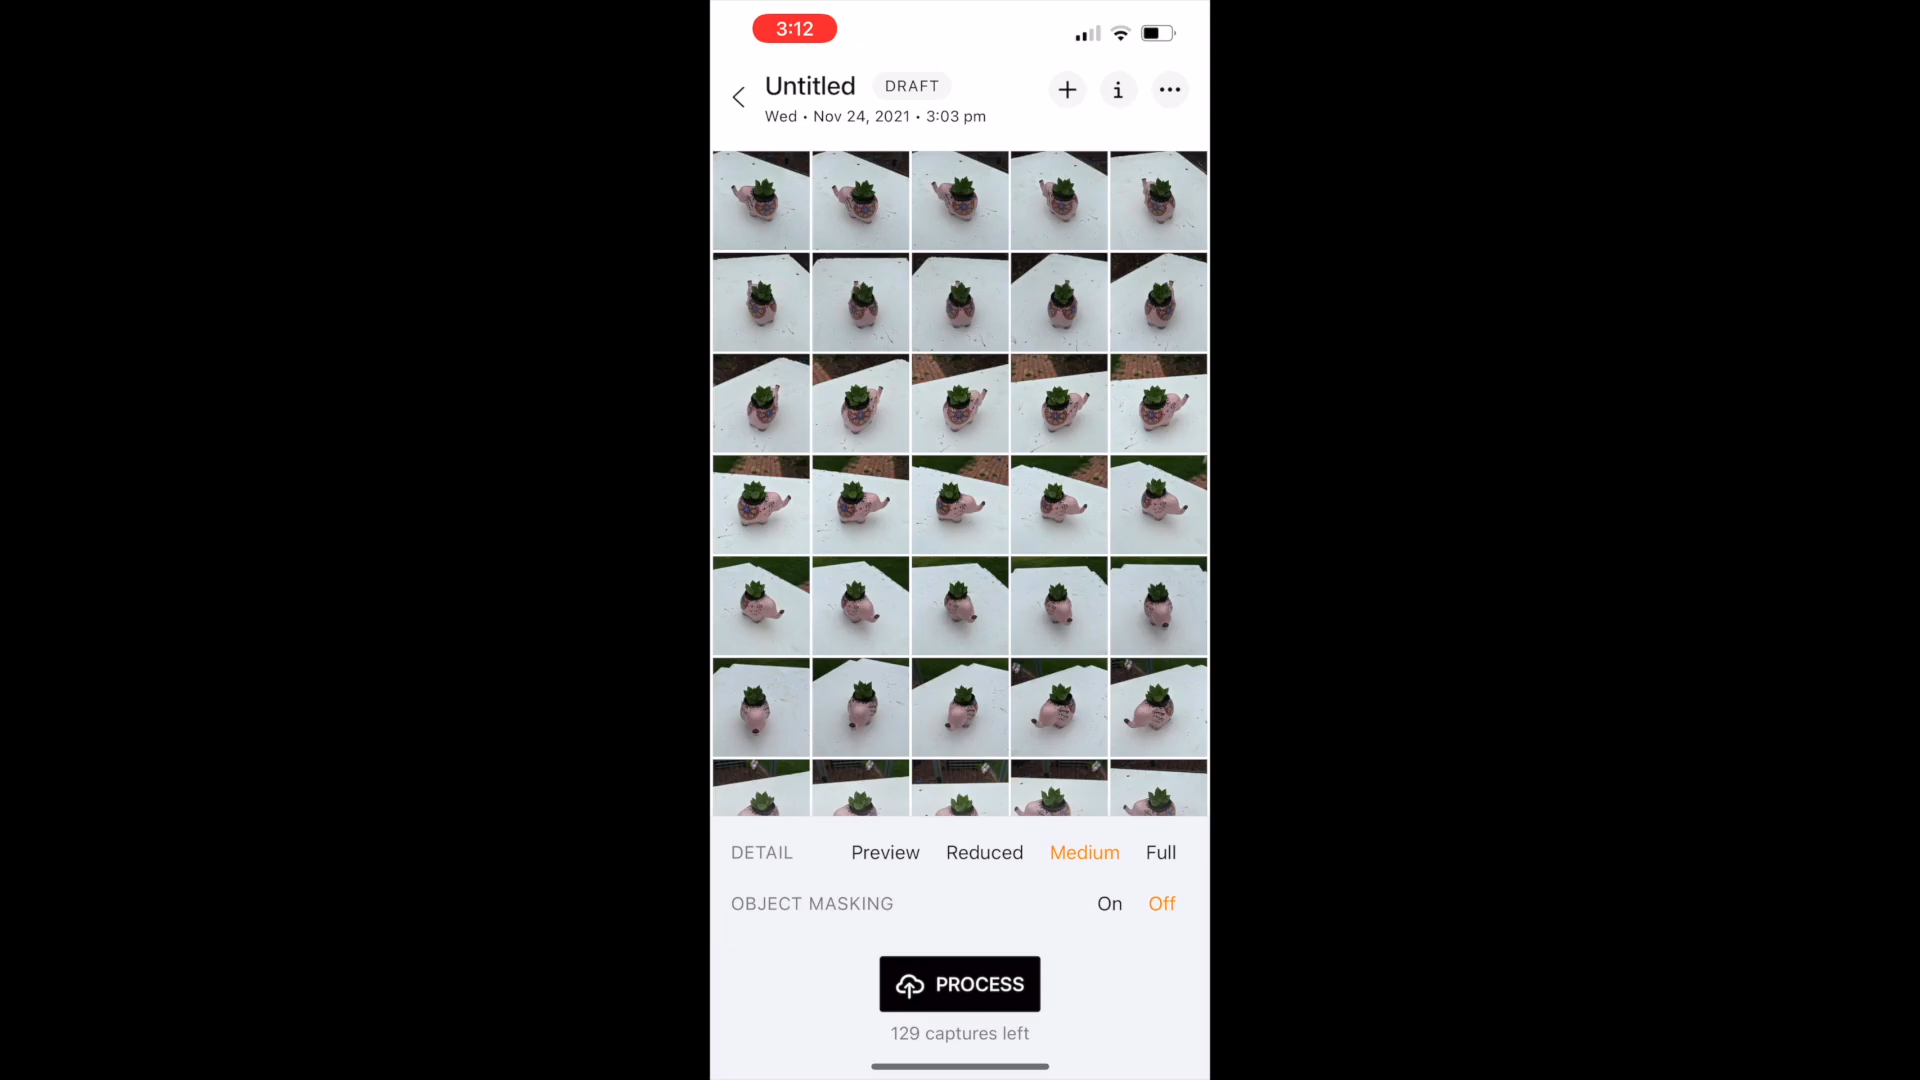 3:12
Untitled DRAFT
Wed • Nov 24, 2021 • 3:03 pm
DETAIL Preview Reduced Medium Full
OBJECT MASKING On Off
PROCESS
129 captures left